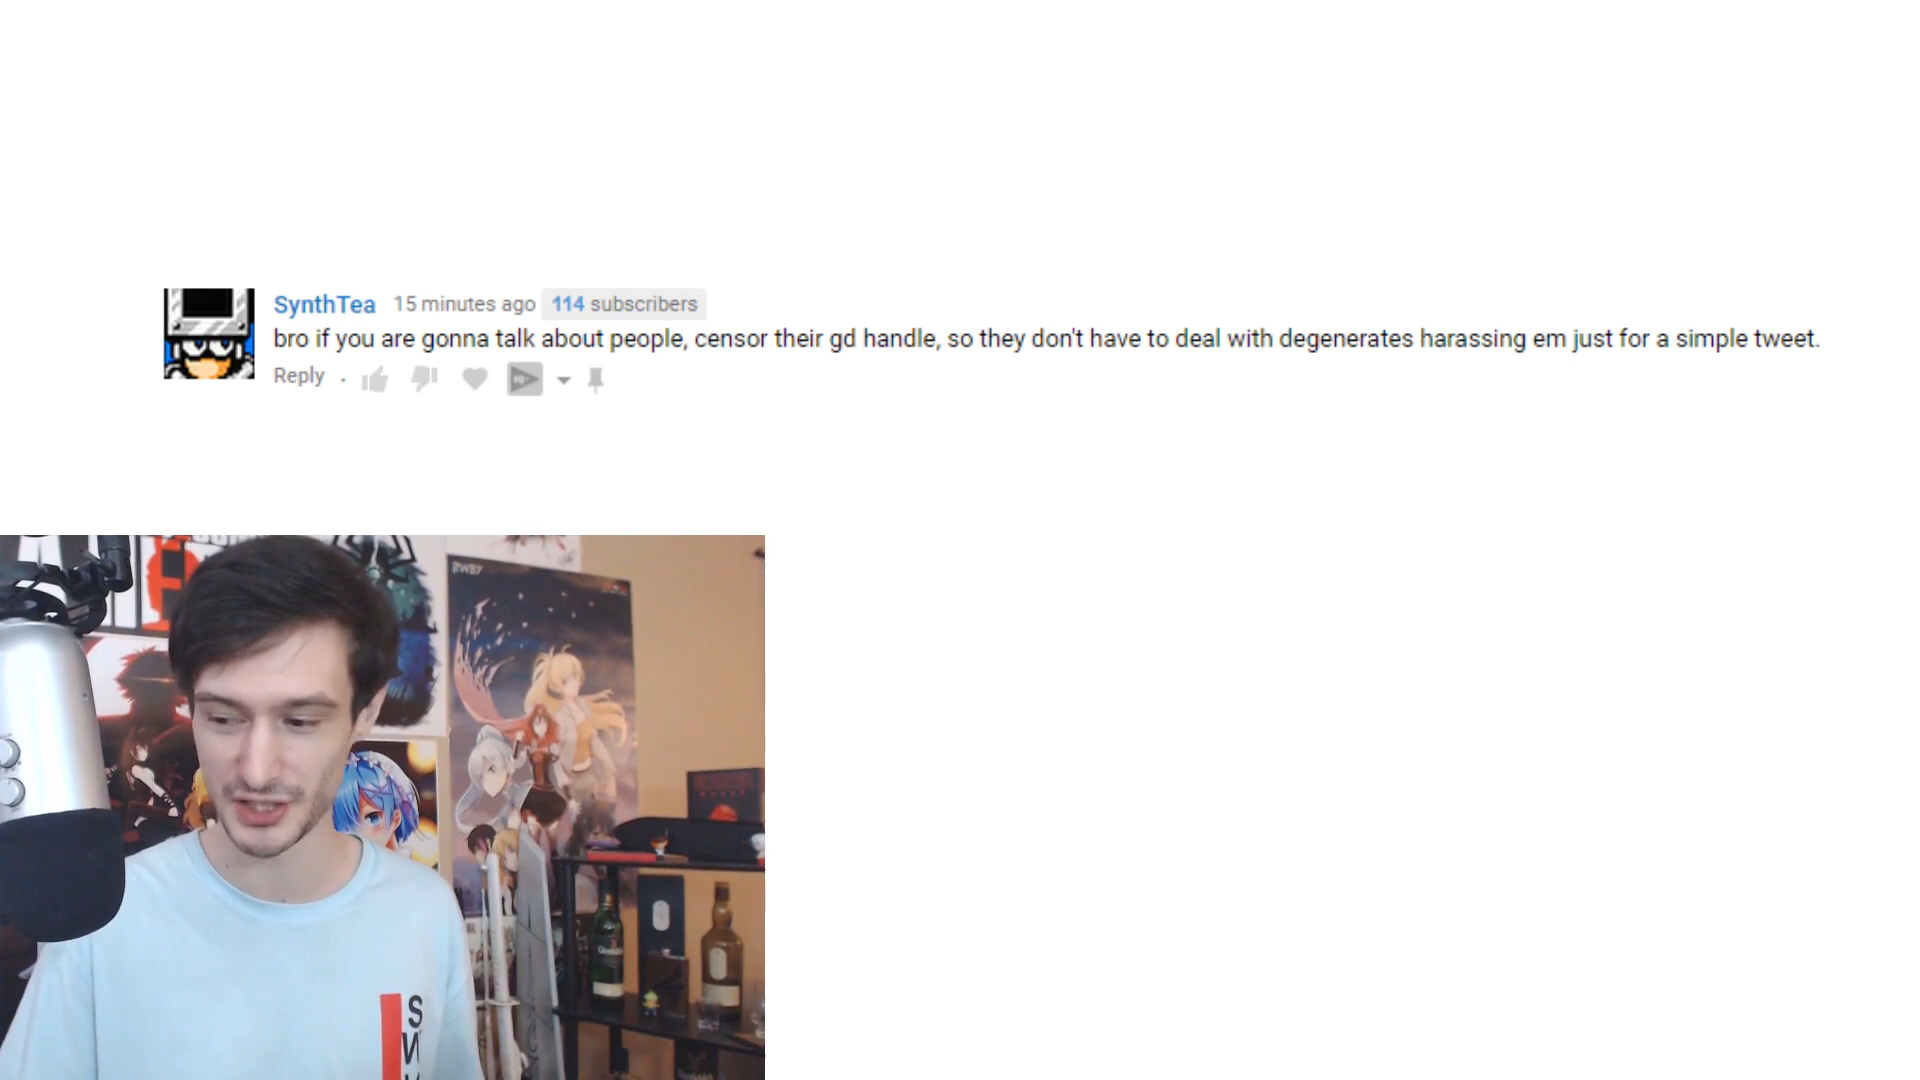 SynthTea 15 minutes ago 114 subscribers
bro if you are gonna talk about people, censor their gd handle, so they don't have to deal with degenerates harassing em just for a simple tweet.
Reply
RWBY
S